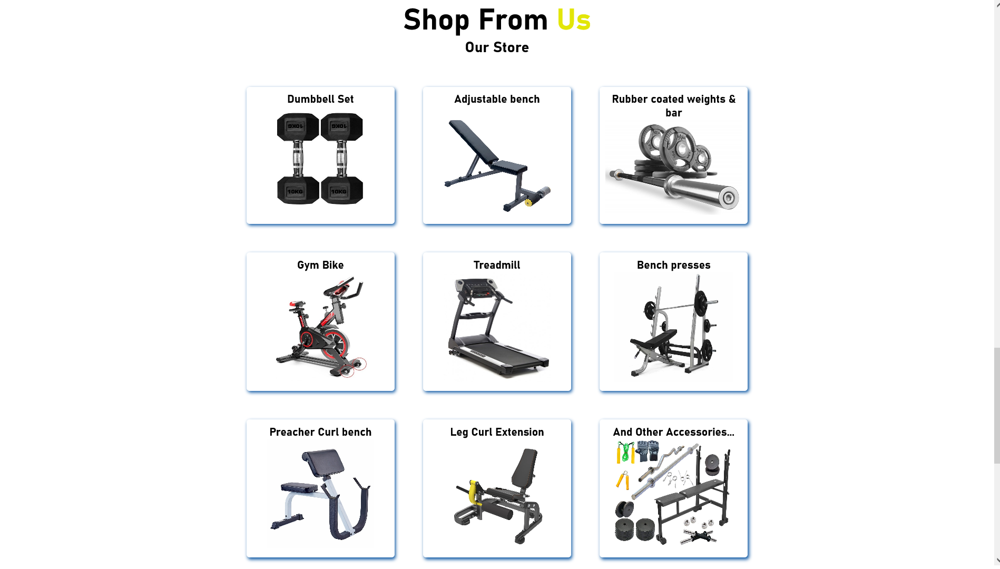 Shop From Us
Our Store
Dumbbell Set
Adjustable bench
Rubber coated weights &
bar
10KG
10KG
10KG
10KG
Gym Bike
Treadmill
Bench presses
Preacher Curl bench
Leg Curl Extension
And Other Accessories...